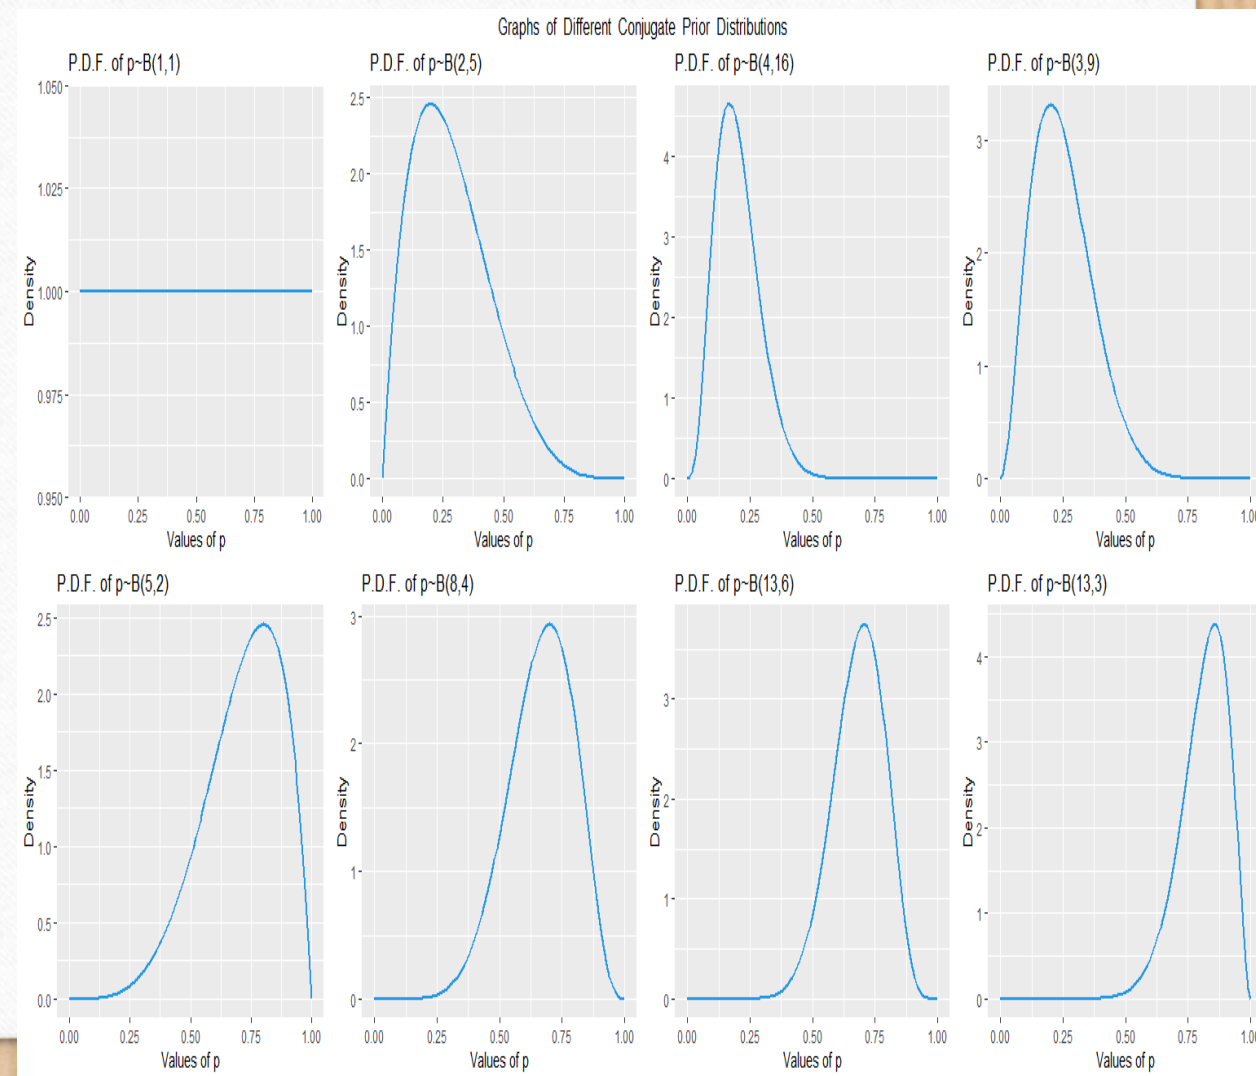 Graphs of Different Conjugate Prior Distributions
P.D.F. of p~B(1,1)
1.050
1.025
1.000
0.975
0.950
Density
0.00 0.25 0.50 0.75 1.00
Values of p
P.D.F. of p~B(2,5)
2.5
2.0
1.5
1.0
0.5
0.0
Density
0.00 0.25 0.50 0.75 1.00
Values of p
P.D.F. of p~B(4,16)
4
3
2
1
0
Density
0.00 0.25 0.50 0.75 1.00
Values of p
P.D.F. of p~B(3,9)
3
2
1
0
Density
0.00 0.25 0.50 0.75 1.00
Values of p
P.D.F. of p~B(5,2)
2.5
2.0
1.5
1.0
0.5
0.0
Density
0.00 0.25 0.50 0.75 1.00
Values of p
P.D.F. of p~B(8,4)
3
2
1
0
Density
0.00 0.25 0.50 0.75 1.00
Values of p
P.D.F. of p~B(13,6)
3
2
1
0
Density
0.00 0.25 0.50 0.75 1.00
Values of p
P.D.F. of p~B(13,3)
4
3
2
1
0
Density
0.00 0.25 0.50 0.75 1.00
Values of p